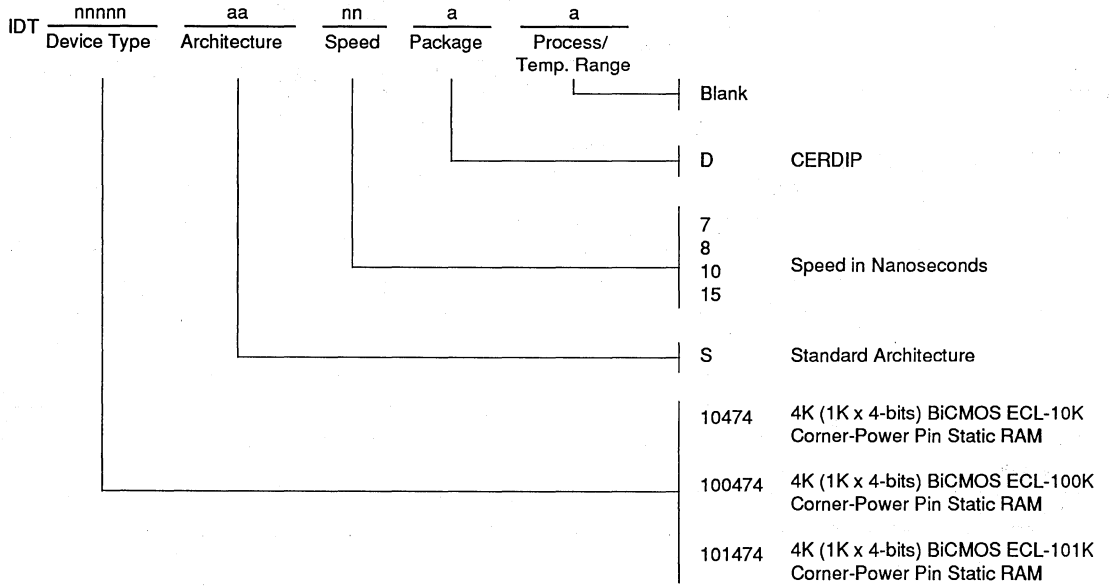 IDT nnnnn aa nn a a
Device Type Architecture Speed Package Process/
Temp. Range
Blank
D CERDIP
7
8
10
15
Speed in Nanoseconds
S Standard Architecture
10474 4K (1K x 4-bits) BiCMOS ECL-10K
Corner-Power Pin Static RAM
100474 4K (1K x 4-bits) BiCMOS ECL-100K
Corner-Power Pin Static RAM
101474 4K (1K x 4-bits) BiCMOS ECL-101K
Corner-Power Pin Static RAM